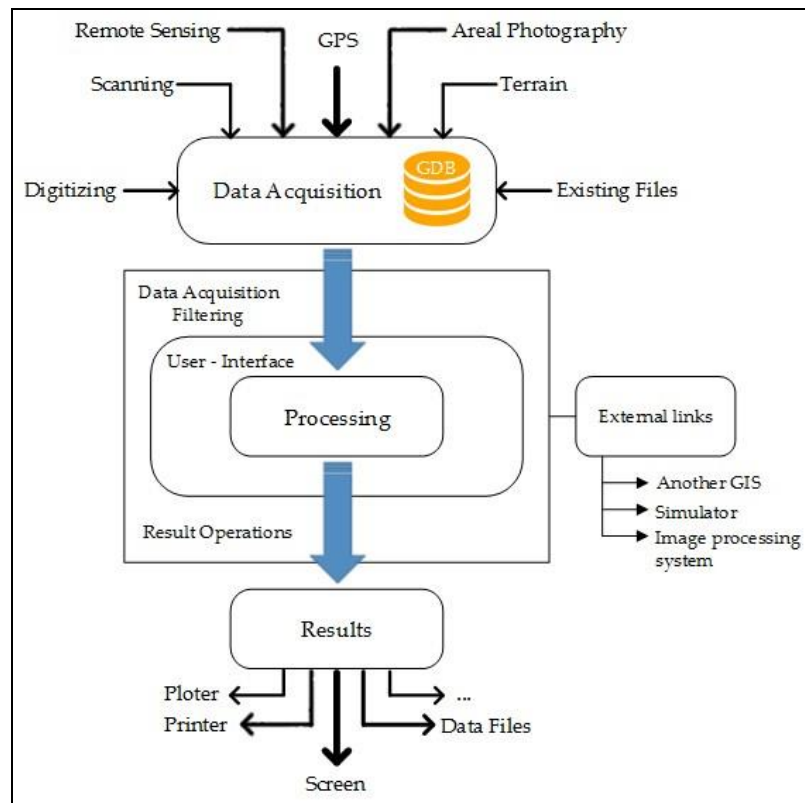 Remote Sensing
GPS
Areal Photography
Scanning
Terrain
Digitizing
Data Acquisition
GDB
Existing Files
Data Acquisition
Filtering
User - Interface
Processing
External links
Another GIS
Simulator
Image processing
system
Result Operations
Results
Ploter
...
Printer
Data Files
Screen